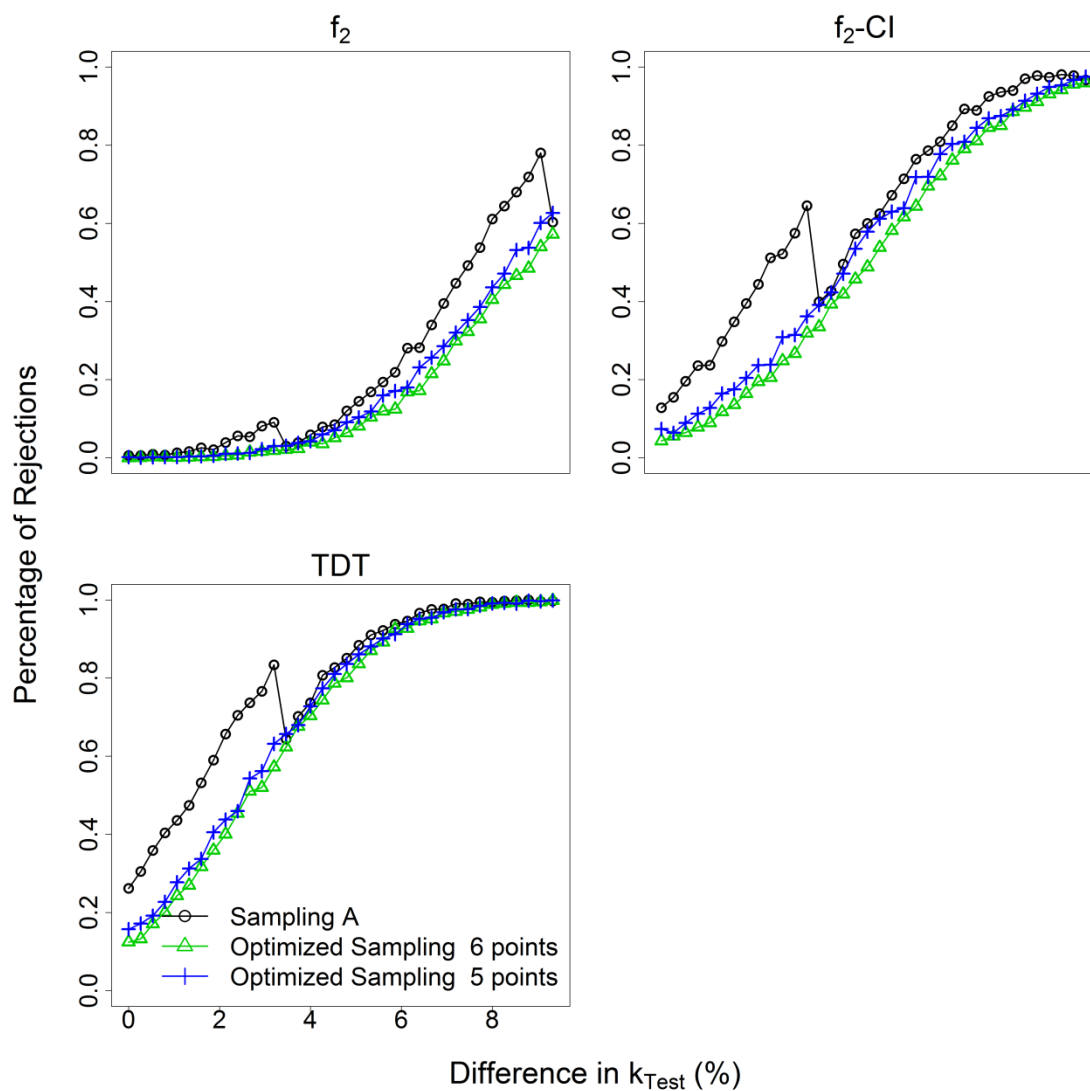 f₂
f₂-CI
1.0
0.8
0.6
0.4
0.2
0.0
1.0
0.8
0.6
0.4
0.2
0.0
Percentage of Rejections
TDT
1.0
0.8
0.6
0.4
0.2
0.0
Sampling A
Optimized Sampling 6 points
Optimized Sampling 5 points
0 2 4 6 8
Difference in k_Test (%)